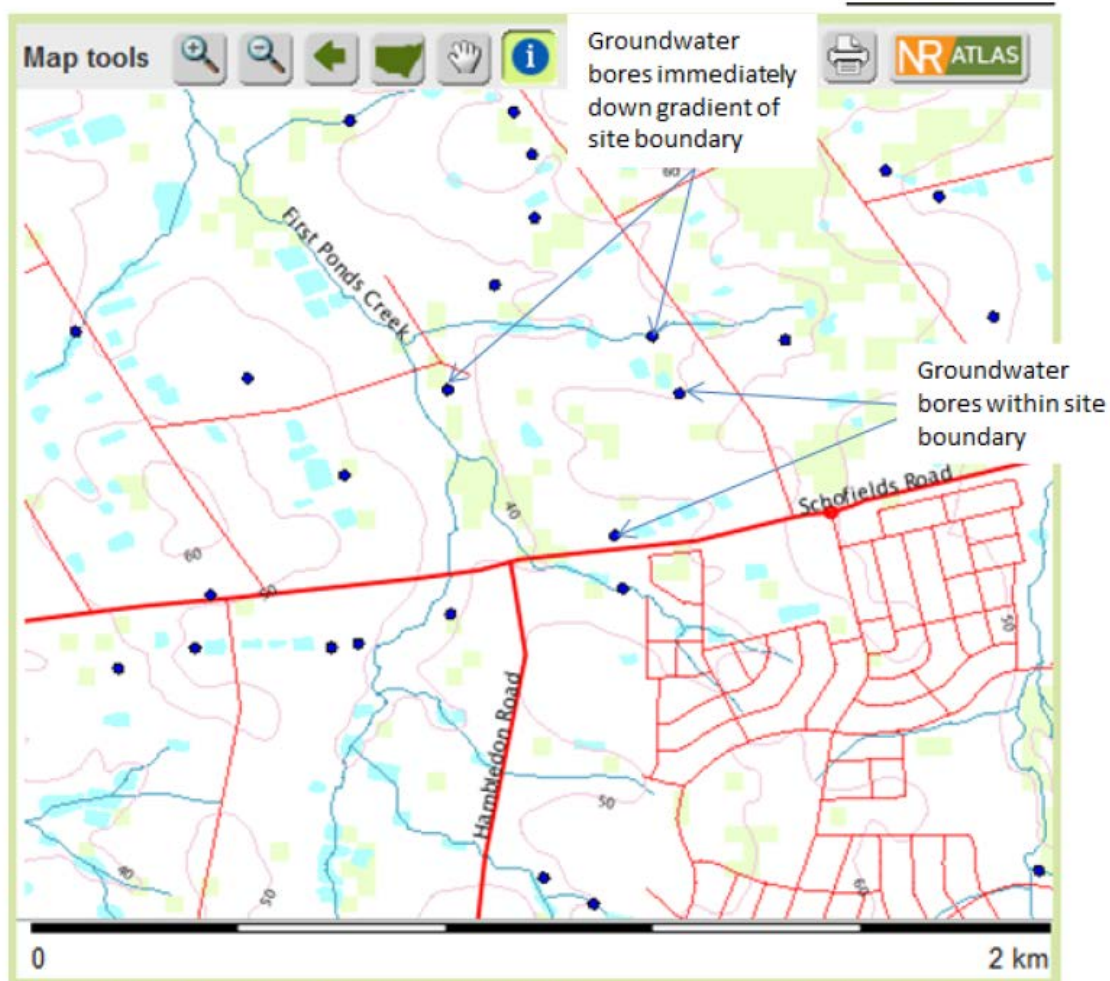 Map tools
i
NR ATLAS
Groundwater
bores immediately
down gradient of
site boundary
60
First Ponds Creek
Groundwater
bores within site
boundary
Schofields Road
40
60
50
50
Hambledon Road
50
40
50
60
0
2 km